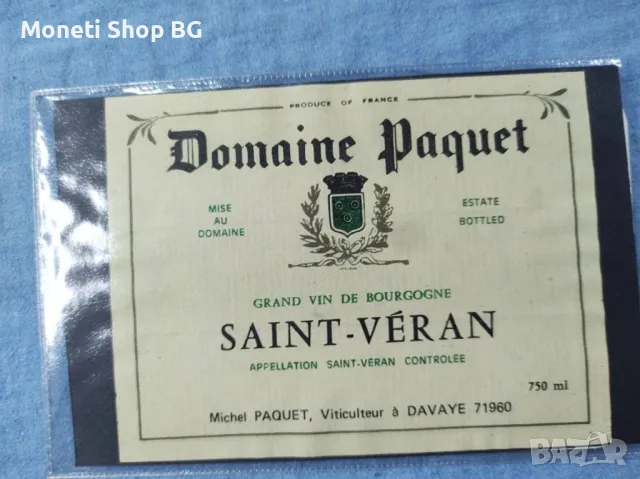 Moneti Shop BG
PRODUCE OF FRANCE
Domaine Paquet
MISE
AU
DOMAINE
ESTATE
BOTTLED
GRAND VIN DE BOURGOGNE
SAINT-VÉRAN
APPELLATION SAINT-VÉRAN CONTROLÉE
750 ml
Michel PAQUET, Viticulteur à DAVAYE 71960
BAZAR